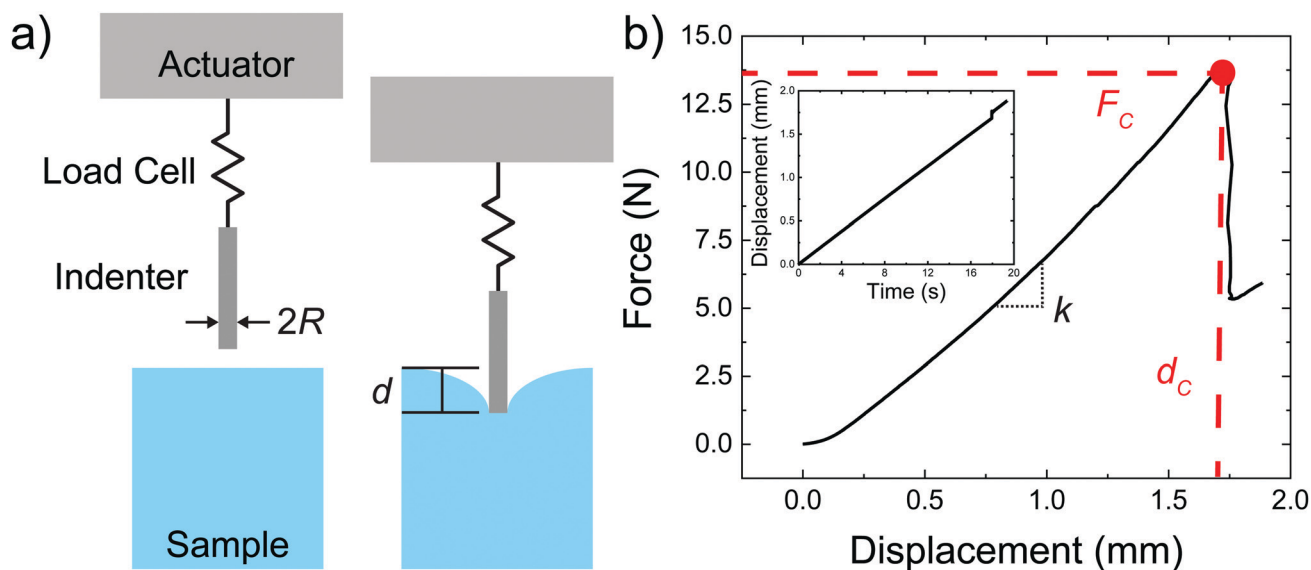 a)
Actuator
Load Cell
Indenter
2R
d
Sample
b)
15.0
12.5
10.0
7.5
5.0
2.5
0.0
Force (N)
F_C
2.0
1.5
1.0
0.5
0.0
Displacement (mm)
0 4 8 12 16 20
Time (s)
k
d_C
0.0 0.5 1.0 1.5 2.0
Displacement (mm)